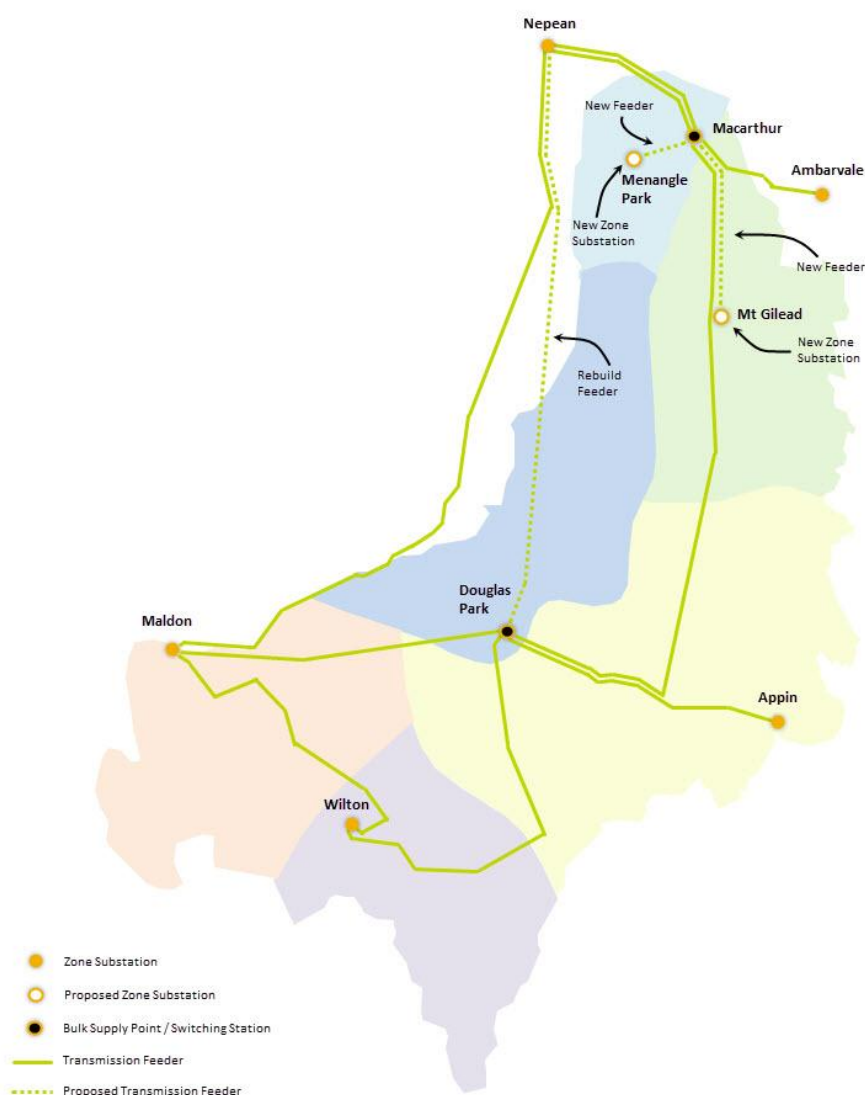 Nepean
New Feeder
Macarthur
Ambarvale
Menangle
Park
New Zone
Substation
New Feeder
Mt Gilead
New Zone
Substation
Rebuild
Feeder
Douglas
Park
Maldon
Appin
Wilton
Zone Substation
Proposed Zone Substation
Bulk Supply Point / Switching Station
Transmission Feeder
Proposed Transmission Feeder